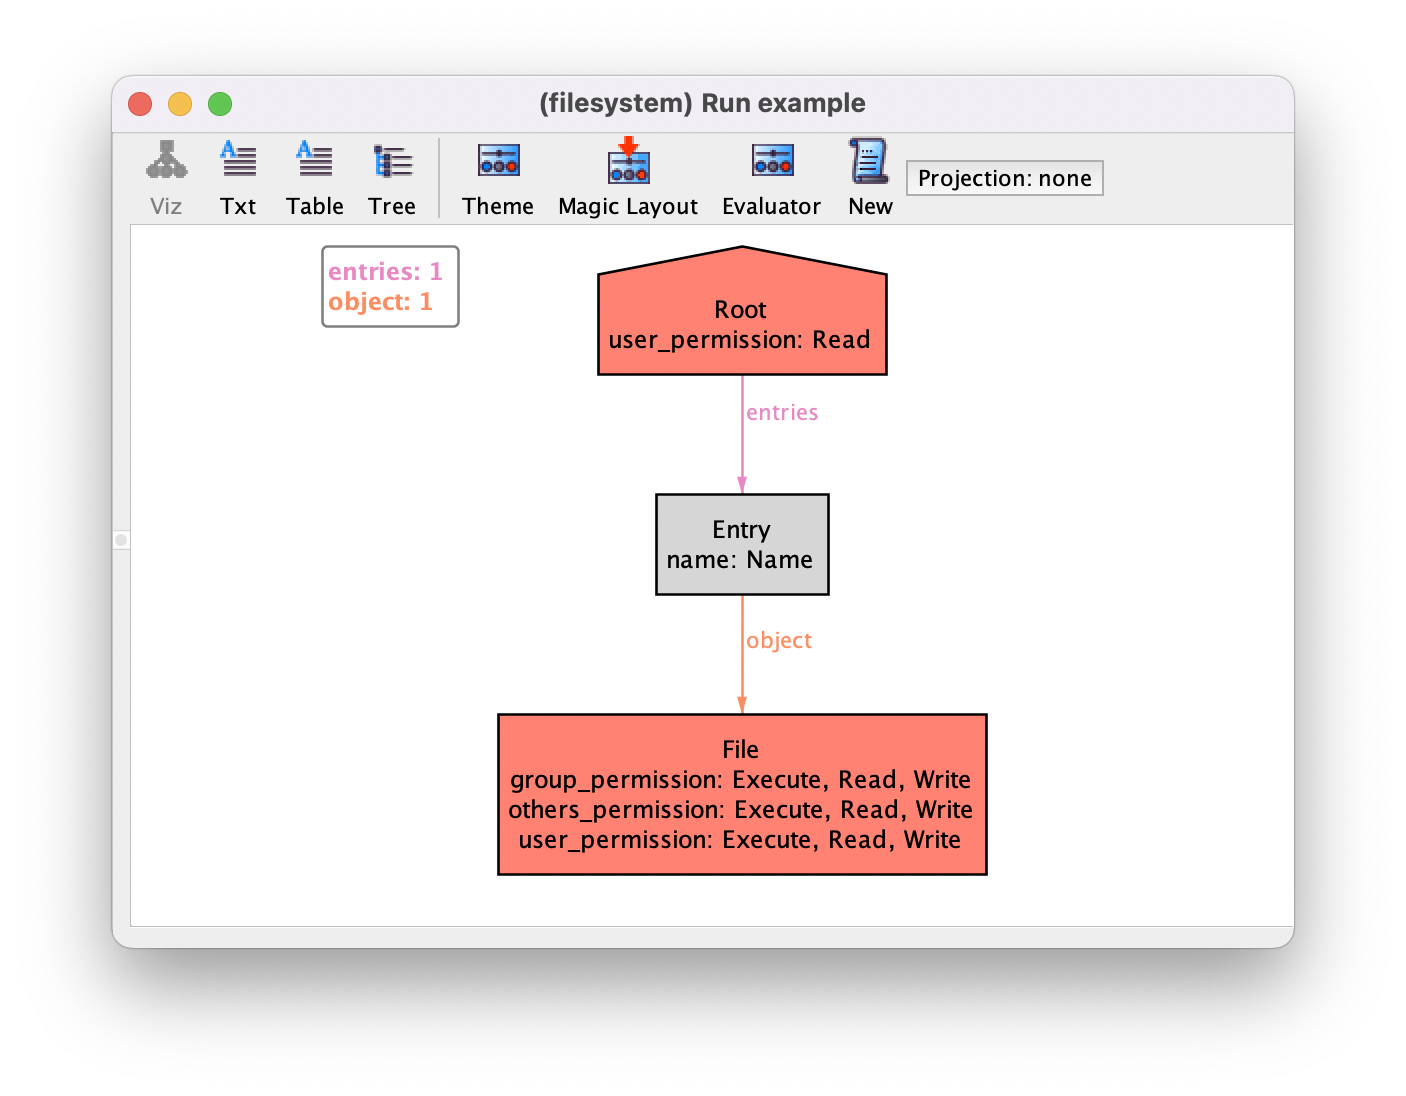 (filesystem) Run example
Viz Txt Table Tree Theme Magic Layout Evaluator New Projection: none
entries: 1
object: 1
Root
user_permission: Read
entries
Entry
name: Name
object
File
group_permission: Execute, Read, Write
others_permission: Execute, Read, Write
user_permission: Execute, Read, Write